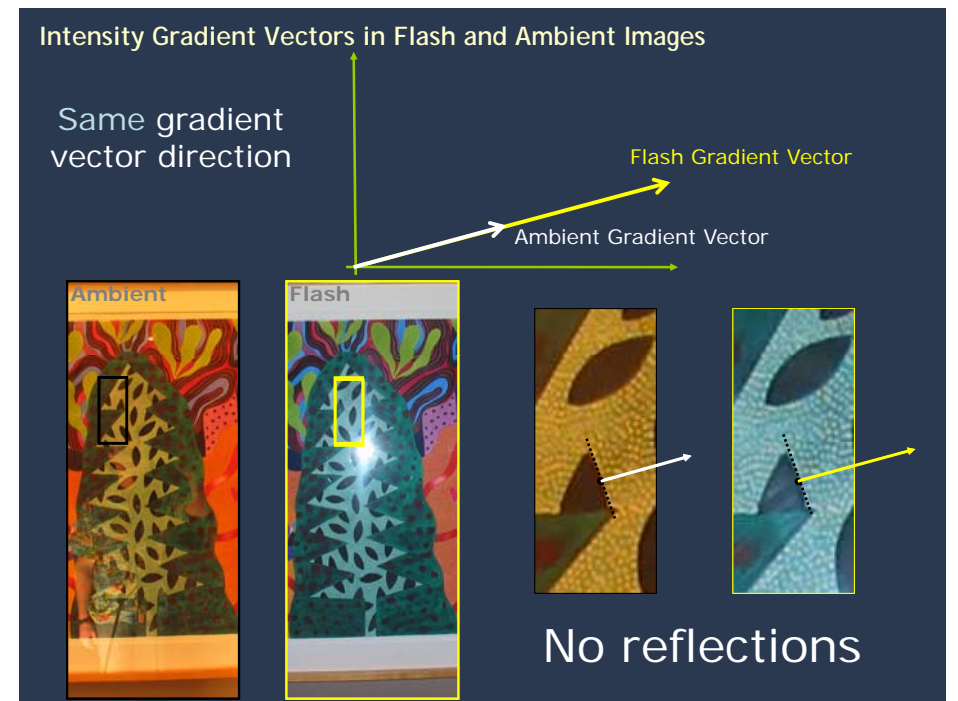 Intensity Gradient Vectors in Flash and Ambient Images
Same gradient
vector direction
Flash Gradient Vector
Ambient Gradient Vector
Ambient
Flash
No reflections